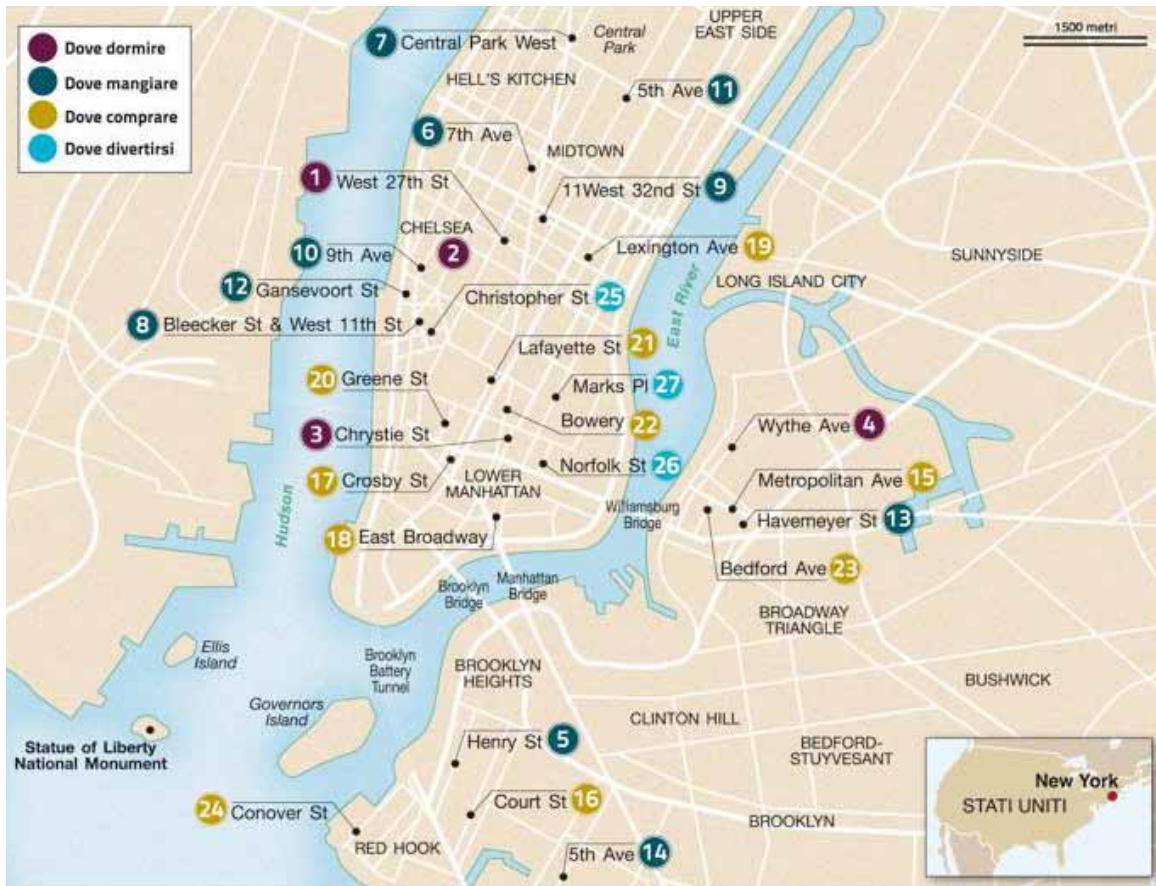 Dove dormire
Dove mangiare
Dove comprare
Dove divertirsi
7 Central Park West
Central
Park
UPPER
EAST SIDE
1500 metri
HELL'S KITCHEN
5th Ave 11
6 7th Ave
MIDTOWN
1 West 27th St
11West 32nd St 9
CHELSEA
2
10 9th Ave
Lexington Ave 19
SUNNYSIDE
12 Gansevoort St
Christopher St 25
East River
LONG ISLAND CITY
8 Bleecker St & West 11th St
Lafayette St 21
20 Greene St
Marks Pl 27
Bowery 22
Wythe Ave 4
3 Chrystie St
Norfolk St 26
17 Crosby St
LOWER
MANHATTAN
Metropolitan Ave 15
Hudson
Williamsburg
Bridge
Havemeyer St 13
18 East Broadway
Bedford Ave 23
Brooklyn
Bridge
Manhattan
Bridge
BROADWAY
TRIANGLE
Ellis
Island
Brooklyn
Battery
Tunnel
BROOKLYN
HEIGHTS
BUSHWICK
Governors
Island
CLINTON HILL
Statue of Liberty
National Monument
Henry St 5
BEDFORD-
STUYVESANT
24 Conover St
Court St 16
BROOKLYN
RED HOOK
5th Ave 14
New York
STATI UNITI